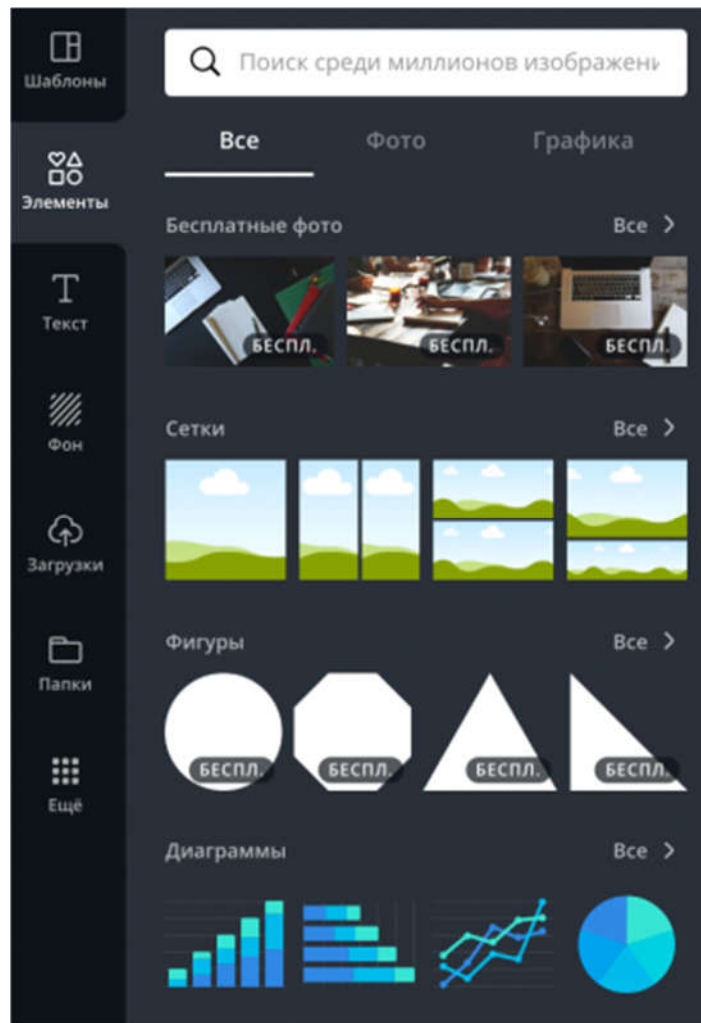 Шаблоны
Элементы
Текст
Фон
Загрузки
Папки
Ещё
Поиск среди миллионов изображени
Все Фото Графика
Бесплатные фото Все
БЕСПЛ. БЕСПЛ. БЕСПЛ.
Сетки Все
Фигуры Все
БЕСПЛ. БЕСПЛ. БЕСПЛ. БЕСПЛ.
Диаграммы Все